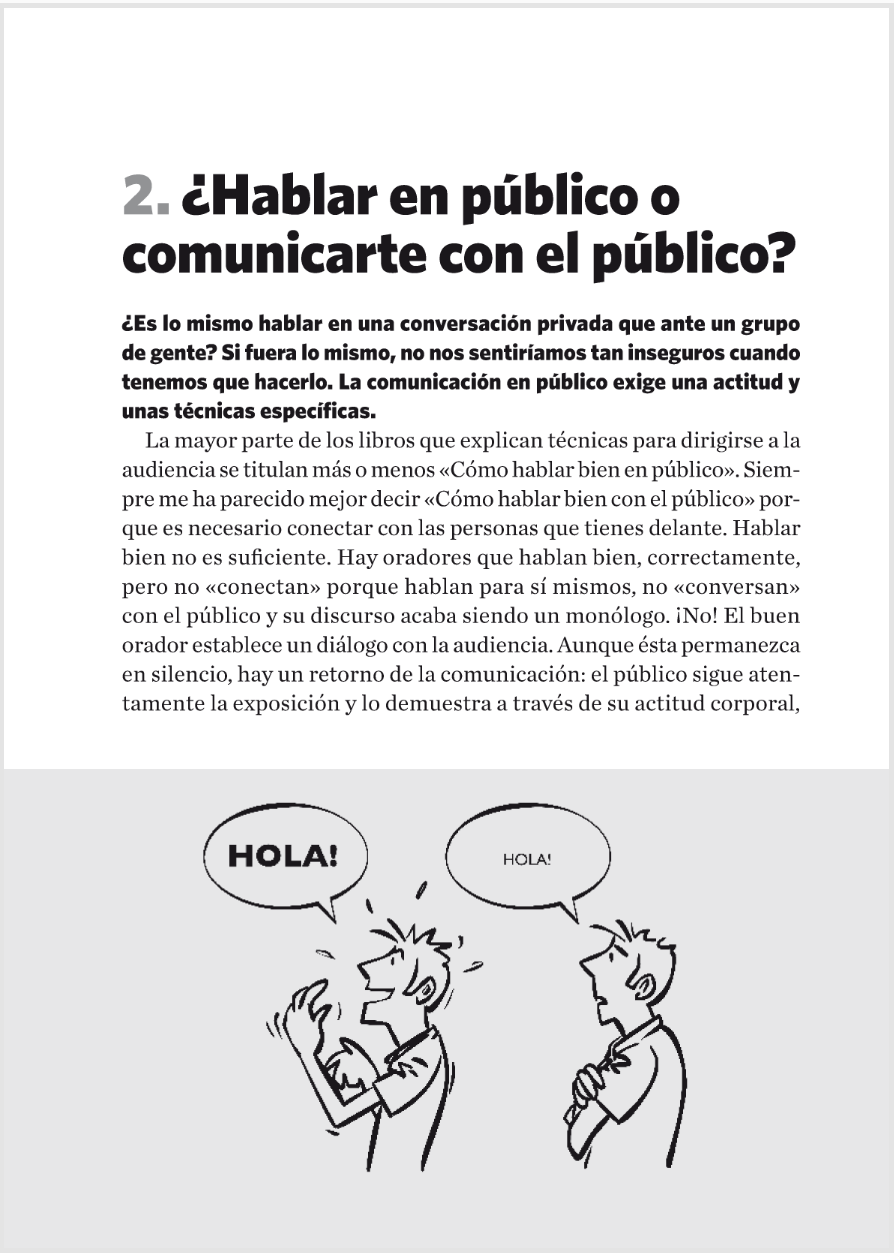 2. ¿Hablar en público o
comunicarte con el público?
¿Es lo mismo hablar en una conversación privada que ante un grupo
de gente? Si fuera lo mismo, no nos sentiríamos tan inseguros cuando
tenemos que hacerlo. La comunicación en público exige una actitud y
unas técnicas específicas.
La mayor parte de los libros que explican técnicas para dirigirse a la
audiencia se titulan más o menos «Cómo hablar bien en público». Siem-
pre me ha parecido mejor decir «Cómo hablar bien con el público» por-
que es necesario conectar con las personas que tienes delante. Hablar
bien no es suficiente. Hay oradores que hablan bien, correctamente,
pero no «conectan» porque hablan para sí mismos, no «conversan»
con el público y su discurso acaba siendo un monólogo. ¡No! El buen
orador establece un diálogo con la audiencia. Aunque ésta permanezca
en silencio, hay un retorno de la comunicación: el público sigue aten-
tamente la exposición y lo demuestra a través de su actitud corporal,
HOLA!
HOLA!